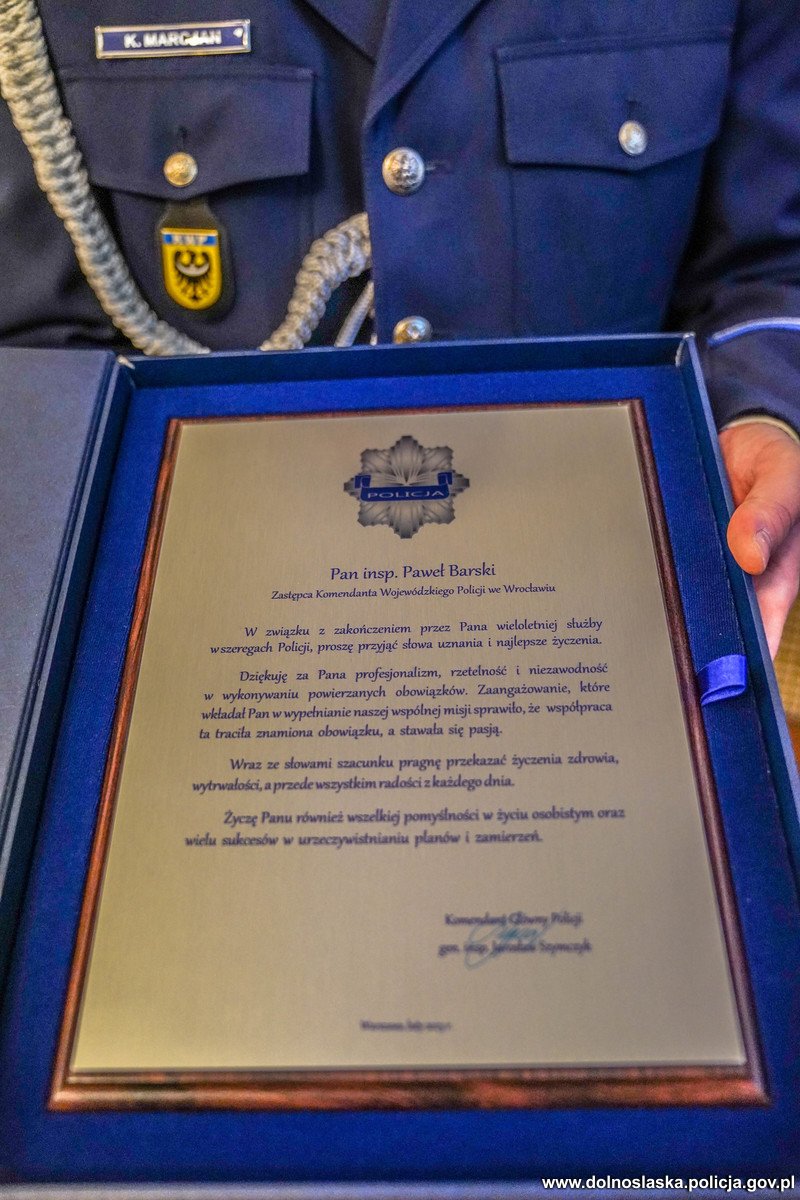 K. MARCJAN
KWP
POLICJA
Pan insp. Paweł Barski
Zastępca Komendanta Wojewódzkiego Policji we Wrocławiu
W związku z zakończeniem przez Pana wieloletniej służby
w szeregach Policji, proszę przyjąć słowa uznania i najlepsze życzenia.
Dziękuję za Pana profesjonalizm, rzetelność i niezawodność
w wykonywaniu powierzanych obowiązków. Zaangażowanie, które
wkładał Pan w wypełnianie naszej wspólnej misji sprawiło, że współpraca
ta traciła znamiona obowiązku, a stawała się pasją.
Wraz ze słowami szacunku pragnę przekazać życzenia zdrowia,
wytrwałości, a przede wszystkim radości z każdego dnia.
Życzę Panu również wszelkiej pomyślności w życiu osobistym oraz
wielu sukcesów w urzeczywistnianiu planów i zamierzeń.
Komendant Główny Policji
gen. insp. Jarosław Szymczyk
Warszawa, luty
www.dolnoslaska.policja.gov.pl